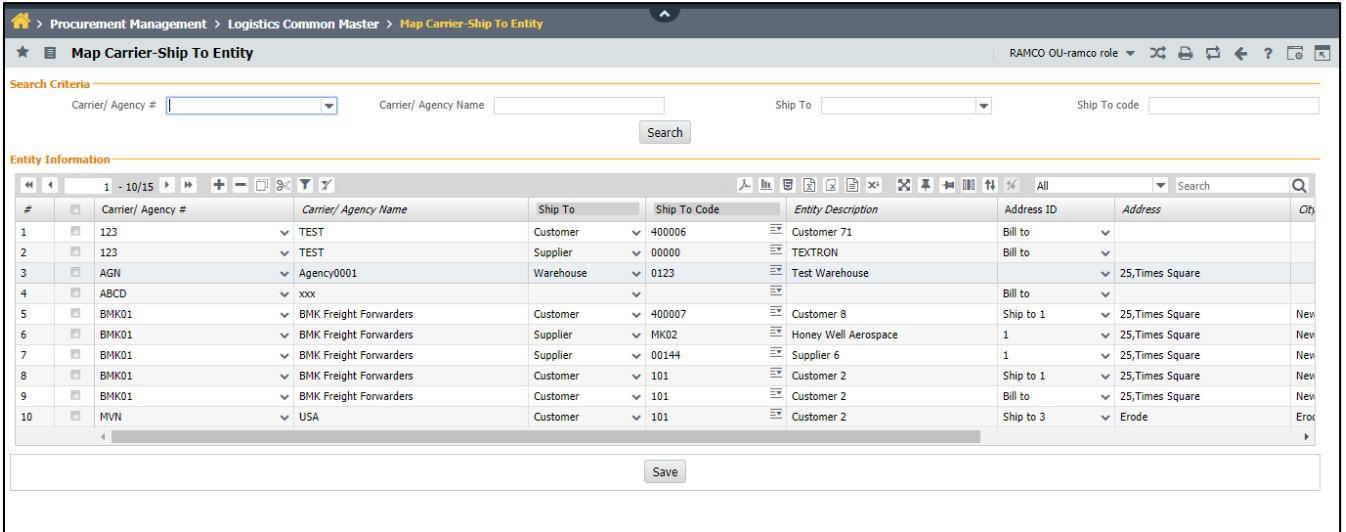 > Procurement Management > Logistics Common Master > Map Carrier-Ship To Entity
Map Carrier-Ship To Entity RAMCO OU-ramco role ?
Search Criteria
Carrier/ Agency # Carrier/ Agency Name Ship To Ship To code
Search
Entity Information
1 - 10/15 All Search
# Carrier/ Agency # Carrier/ Agency Name Ship To Ship To Code Entity Description Address ID Address City
1 123 TEST Customer 400006 Customer 71 Bill to
2 123 TEST Supplier 00000 TEXTRON Bill to
3 AGN Agency0001 Warehouse 0123 Test Warehouse 25,Times Square
4 ABCD xxx Bill to
5 BMK01 BMK Freight Forwarders Customer 400007 Customer 8 Ship to 1 25,Times Square New
6 BMK01 BMK Freight Forwarders Supplier MK02 Honey Well Aerospace 1 25,Times Square New
7 BMK01 BMK Freight Forwarders Supplier 00144 Supplier 6 1 25,Times Square New
8 BMK01 BMK Freight Forwarders Customer 101 Customer 2 Ship to 1 25,Times Square New
9 BMK01 BMK Freight Forwarders Customer 101 Customer 2 Bill to 25,Times Square New
10 MVN USA Customer 101 Customer 2 Ship to 3 Erode Erod
Save